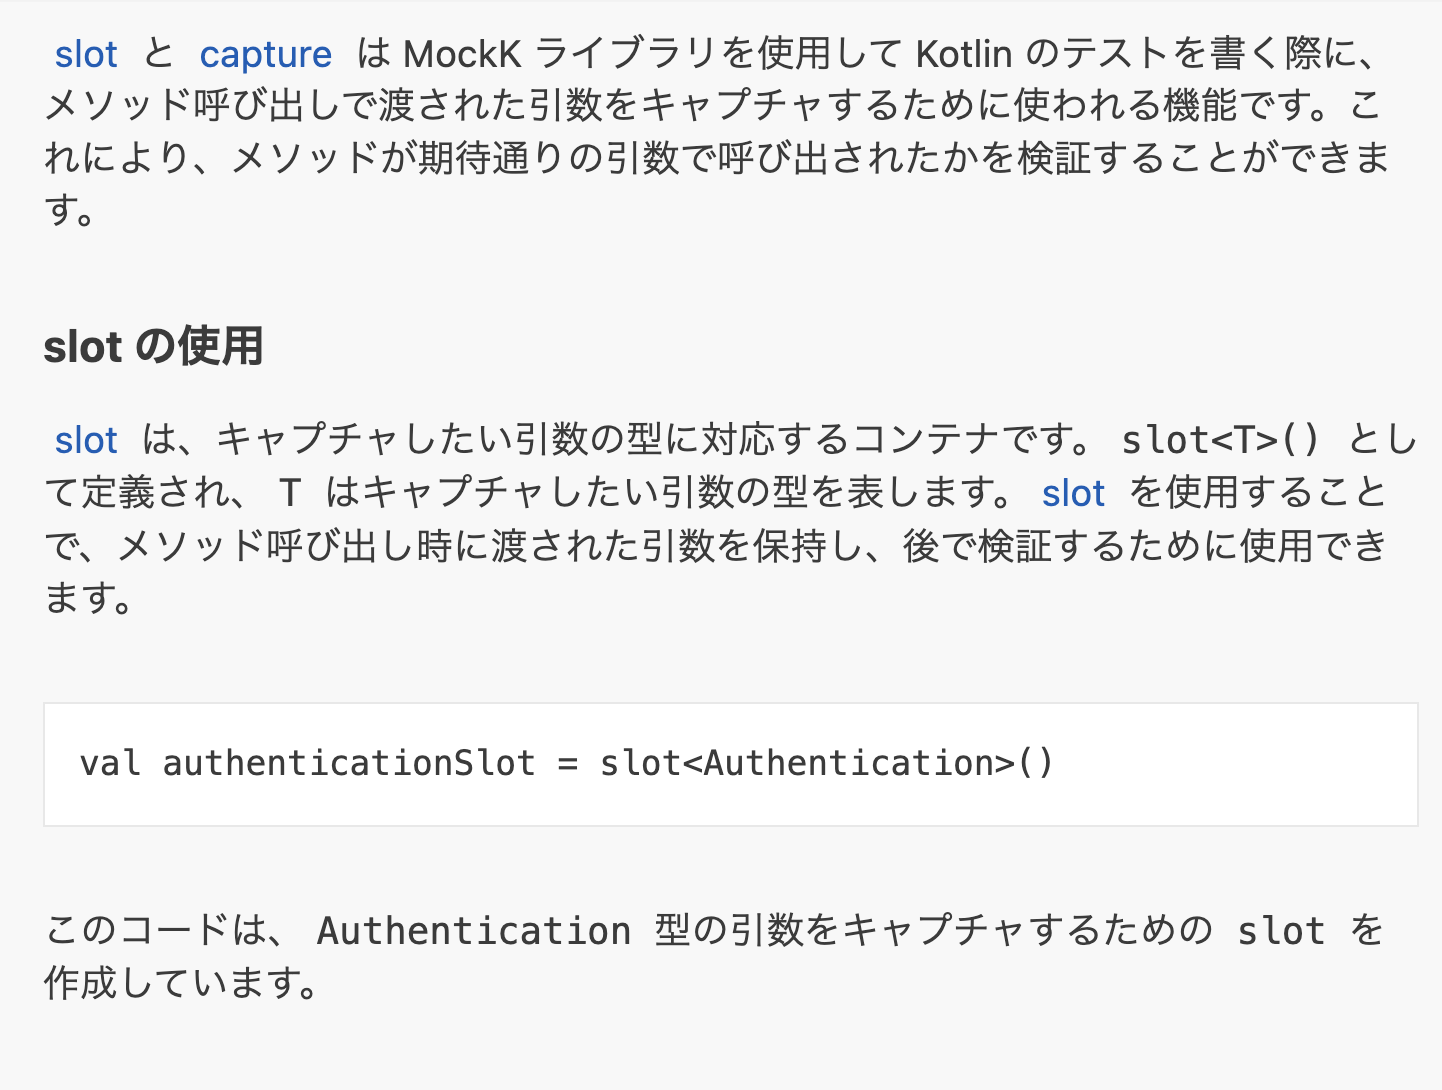 slot と capture は MockK ライブラリを使用して Kotlin のテストを書く際に、
メソッド呼び出しで渡された引数をキャプチャするために使われる機能です。こ
れにより、メソッドが期待通りの引数で呼び出されたかを検証することができま
す。
slot の使用
slot は、キャプチャしたい引数の型に対応するコンテナです。 slot<T>() とし
て定義され、 T はキャプチャしたい引数の型を表します。 slot を使用すること
で、メソッド呼び出し時に渡された引数を保持し、後で検証するために使用でき
ます。
val authenticationSlot = slot<Authentication>()
このコードは、 Authentication 型の引数をキャプチャするための slot を
作成しています。